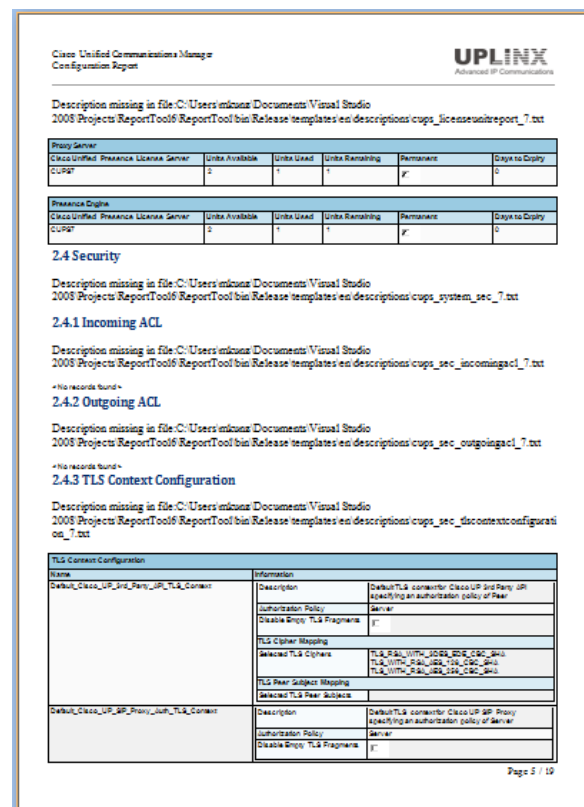 Cisco Unified Communications Manager
Configuration Report
UPLINX
Advanced IP Communications
Description missing in file:C:\Users\mkunz\Documents\Visual Studio
2008\Projects\ReportTool6\ReportTool\bin\Release\templates\en\descriptions\cups_licenseunitreport_7.txt
Proxy Server
Cisco Unified Presence License Server Units Available Units Used Units Remaining Permanent Days to Expiry
CUPS7 2 1 1 0
Presence Engine
Cisco Unified Presence License Server Units Available Units Used Units Remaining Permanent Days to Expiry
CUPS7 2 1 1 0
2.4 Security
Description missing in file:C:\Users\mkunz\Documents\Visual Studio
2008\Projects\ReportTool6\ReportTool\bin\Release\templates\en\descriptions\cups_system_sec_7.txt
2.4.1 Incoming ACL
Description missing in file:C:\Users\mkunz\Documents\Visual Studio
2008\Projects\ReportTool6\ReportTool\bin\Release\templates\en\descriptions\cups_sec_incomingacl_7.txt
<No records found>
2.4.2 Outgoing ACL
Description missing in file:C:\Users\mkunz\Documents\Visual Studio
2008\Projects\ReportTool6\ReportTool\bin\Release\templates\en\descriptions\cups_sec_outgoingacl_7.txt
<No records found>
2.4.3 TLS Context Configuration
Description missing in file:C:\Users\mkunz\Documents\Visual Studio
2008\Projects\ReportTool6\ReportTool\bin\Release\templates\en\descriptions\cups_sec_tlscontextconfigurati
on_7.txt
TLS Context Configuration
Name Information
Default_Cisco_UP_3rd_Party_API_TLS_Context Description Default TLS context for Cisco UP 3rd Party API
specifying an authorization policy of Peer
Authorization Policy Server
Disable Empty TLS Fragments
TLS Cipher Mapping
Selected TLS Ciphers TLS_RSA_WITH_3DES_EDE_CBC_SHA
TLS_WITH_RSA_AES_128_CBC_SHA
TLS_WITH_RSA_AES_256_CBC_SHA
TLS Peer Subject Mapping
Selected TLS Peer Subjects
Default_Cisco_UP_SIP_Proxy_Auth_TLS_Context Description Default TLS context for Cisco UP SIP Proxy
specifying an authorization policy of Server
Authorization Policy Server
Disable Empty TLS Fragments
Page 5 / 19